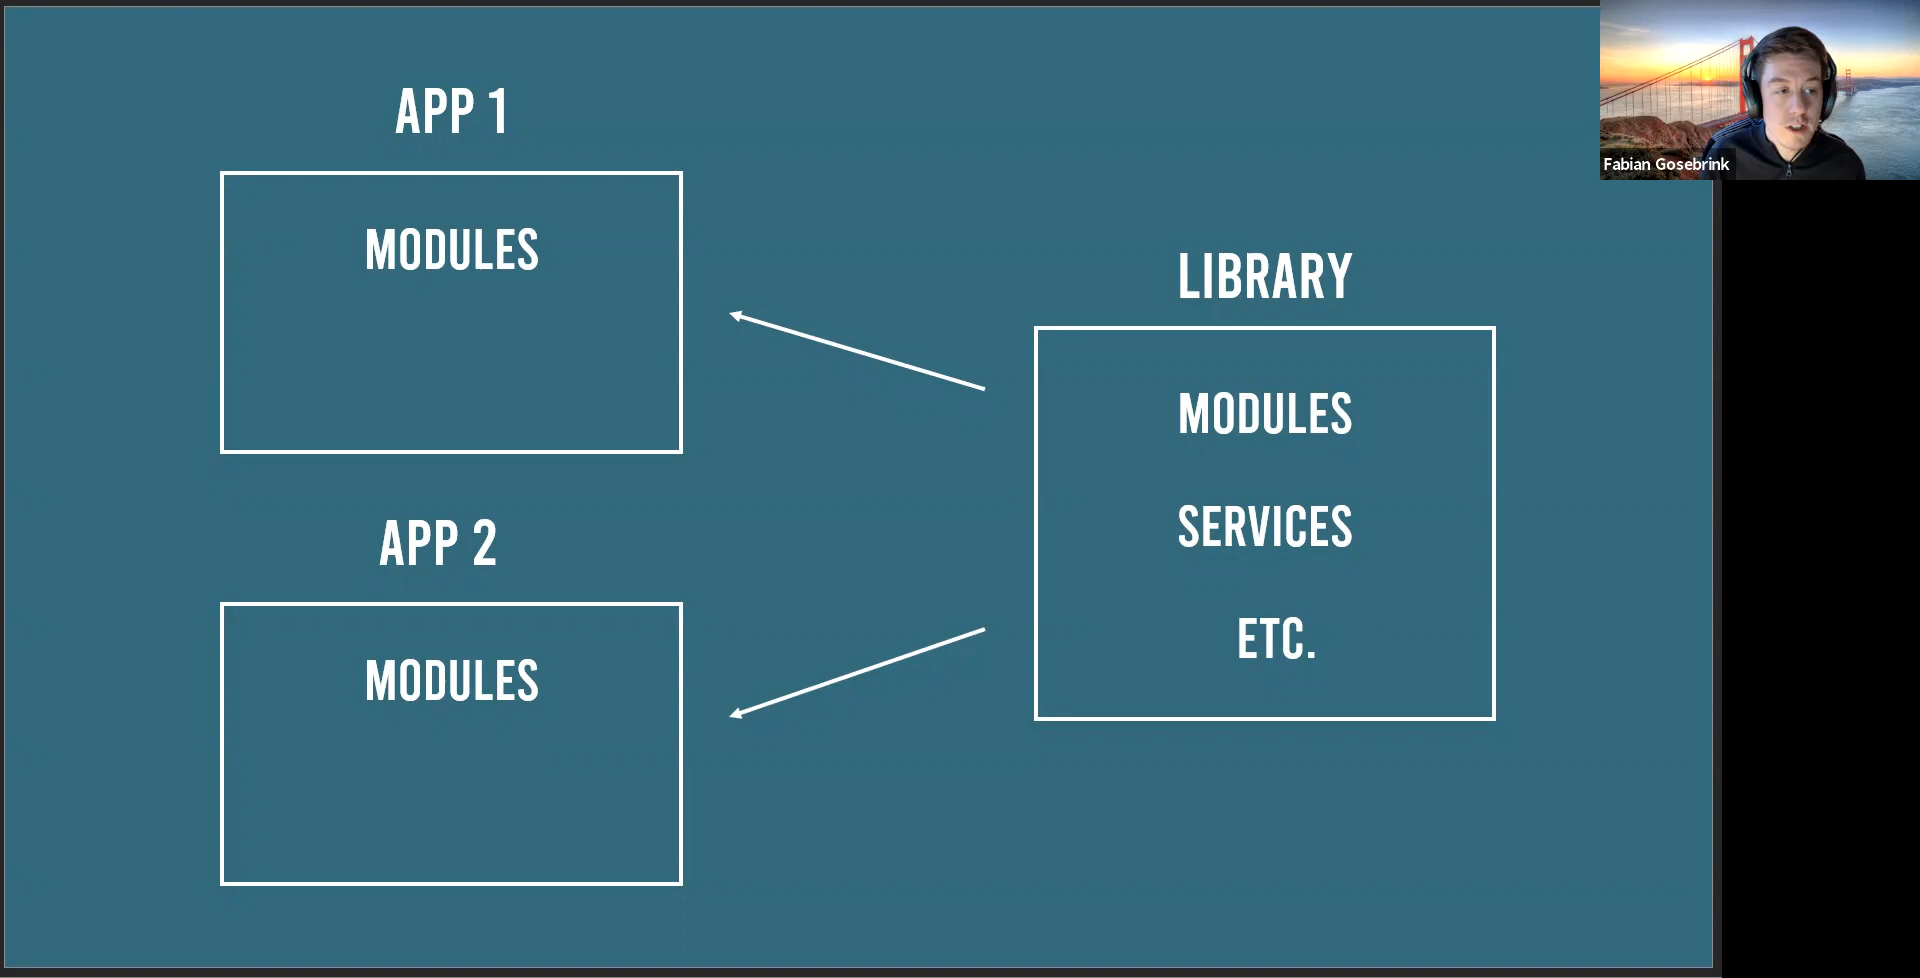 APP 1
MODULES
APP 2
MODULES
LIBRARY
MODULES
SERVICES
ETC.
Fabian Gosebrink